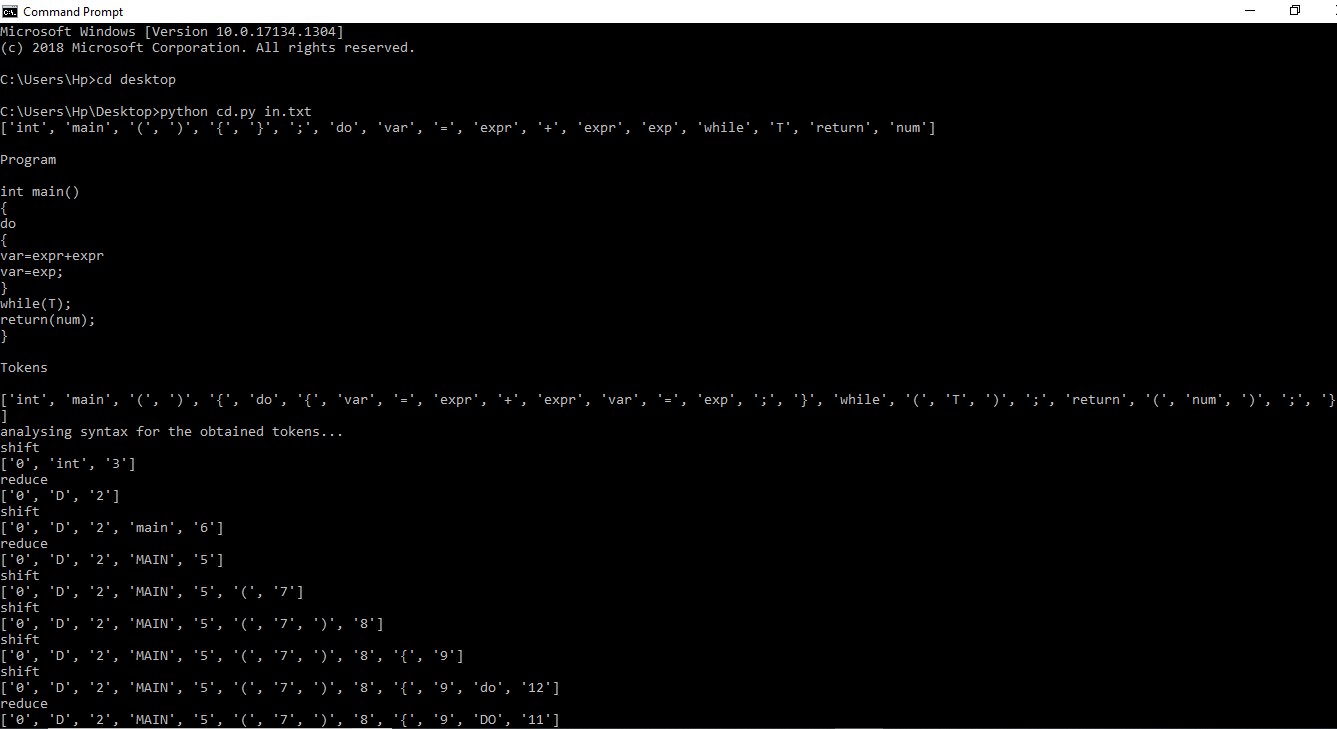 Command Prompt
Microsoft Windows [Version 10.0.17134.1304]
(c) 2018 Microsoft Corporation. All rights reserved.
C:\Users\Hp>cd desktop
C:\Users\Hp\Desktop>python cd.py in.txt
['int', 'main', '(', ')', '{', '}', ';', 'do', 'var', '=', 'expr', '+', 'expr', 'exp', 'while', 'T', 'return', 'num']
Program
int main()
{
do
{
var=expr+expr
var=exp;
}
while(T);
return(num);
}
Tokens
['int', 'main', '(', ')', '{', 'do', '{', 'var', '=', 'expr', '+', 'expr', 'var', '=', 'exp', ';', '}', 'while', '(', 'T', ')', ';', 'return', '(', 'num', ')', ';', '}
]
analysing syntax for the obtained tokens...
shift
['0', 'int', '3']
reduce
['0', 'D', '2']
shift
['0', 'D', '2', 'main', '6']
reduce
['0', 'D', '2', 'MAIN', '5']
shift
['0', 'D', '2', 'MAIN', '5', '(', '7']
shift
['0', 'D', '2', 'MAIN', '5', '(', '7', ')', '8']
shift
['0', 'D', '2', 'MAIN', '5', '(', '7', ')', '8', '{', '9']
shift
['0', 'D', '2', 'MAIN', '5', '(', '7', ')', '8', '{', '9', 'do', '12']
reduce
['0', 'D', '2', 'MAIN', '5', '(', '7', ')', '8', '{', '9', 'DO', '11']